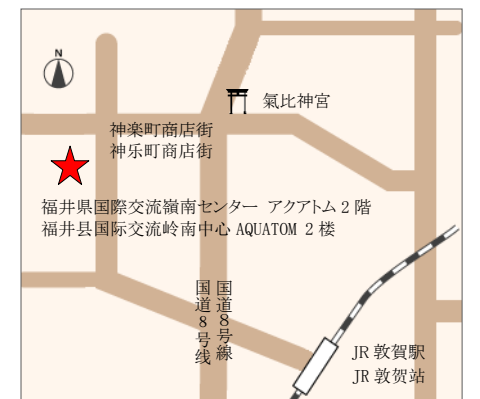 N
氣比神宮
神楽町商店街
神乐町商店街
福井県国際交流嶺南センター アクアトム 2 階
福井县国际交流岭南中心 AQUATOM 2 楼
国道８号線
国道 8 号线
JR 敦賀駅
JR 敦贺站